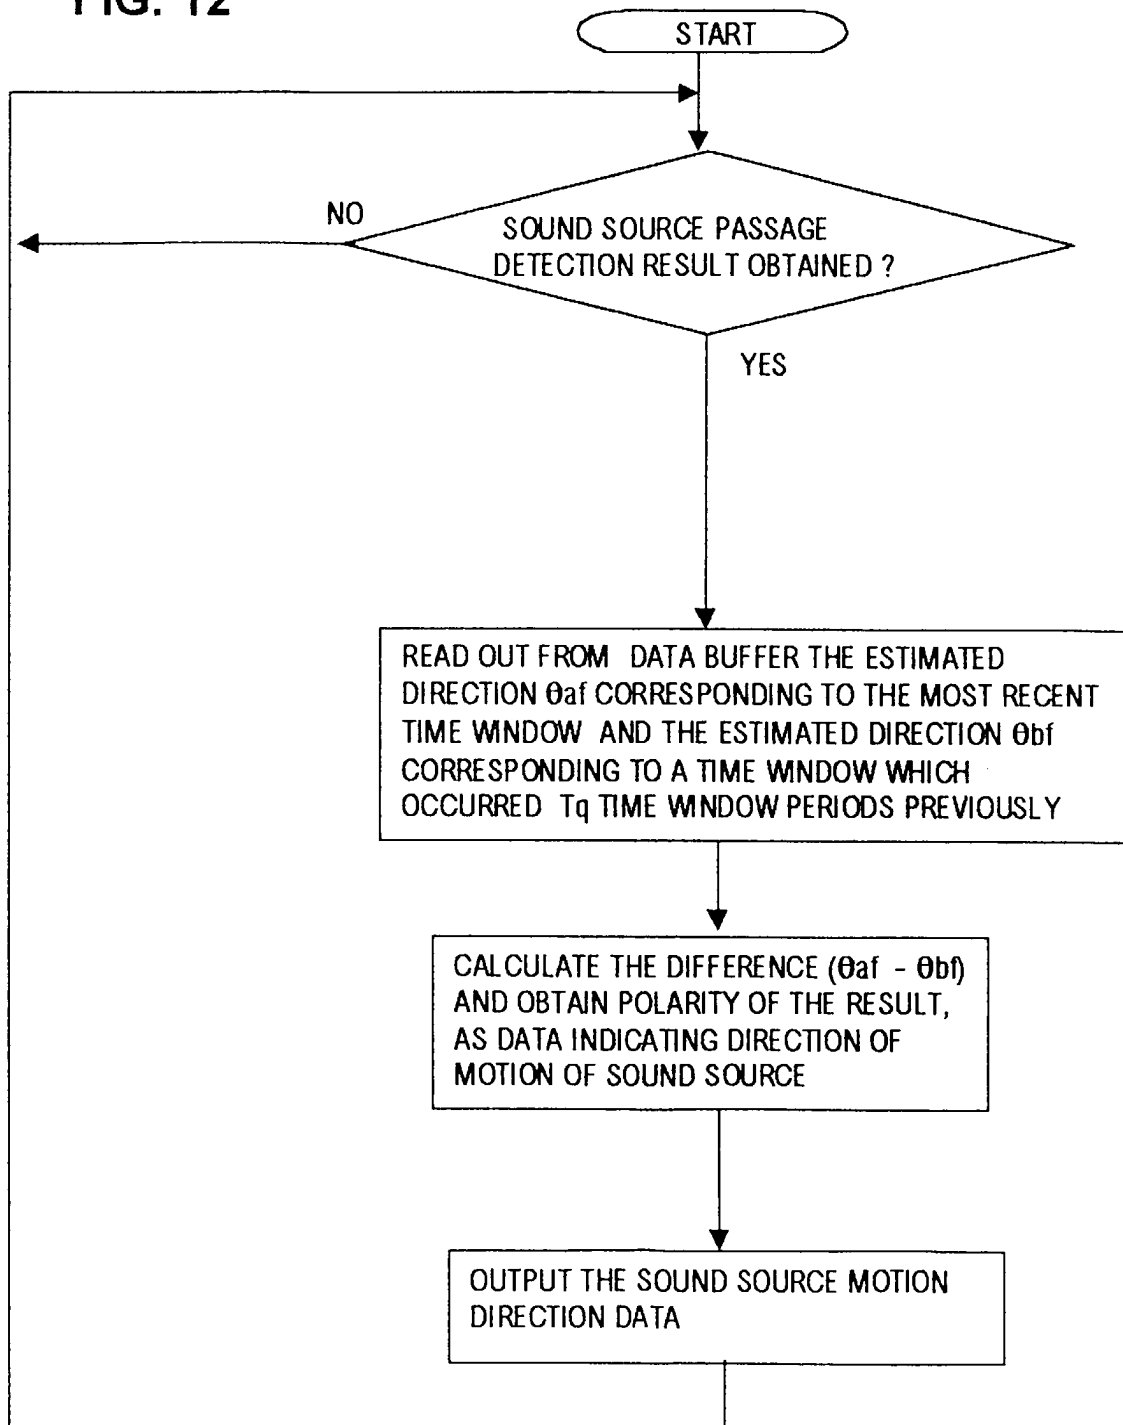 FIG. 12
START
NO
SOUND SOURCE PASSAGE
DETECTION RESULT OBTAINED ?
YES
READ OUT FROM DATA BUFFER THE ESTIMATED
DIRECTION θaf CORRESPONDING TO THE MOST RECENT
TIME WINDOW AND THE ESTIMATED DIRECTION θbf
CORRESPONDING TO A TIME WINDOW WHICH
OCCURRED Tq TIME WINDOW PERIODS PREVIOUSLY
CALCULATE THE DIFFERENCE (θaf - θbf)
AND OBTAIN POLARITY OF THE RESULT,
AS DATA INDICATING DIRECTION OF
MOTION OF SOUND SOURCE
OUTPUT THE SOUND SOURCE MOTION
DIRECTION DATA